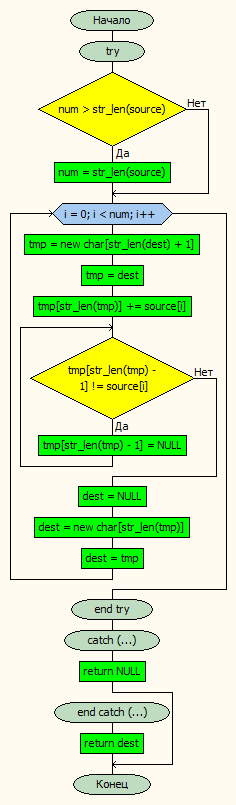 Начало
try
num > str_len(source)
Нет
Да
num = str_len(source)
i = 0; i < num; i++
tmp = new char[str_len(dest) + 1]
tmp = dest
tmp[str_len(tmp)] += source[i]
tmp[str_len(tmp) -
1] != source[i]
Нет
Да
tmp[str_len(tmp) - 1] = NULL
dest = NULL
dest = new char[str_len(tmp)]
dest = tmp
end try
catch (...)
return NULL
end catch (...)
return dest
Конец